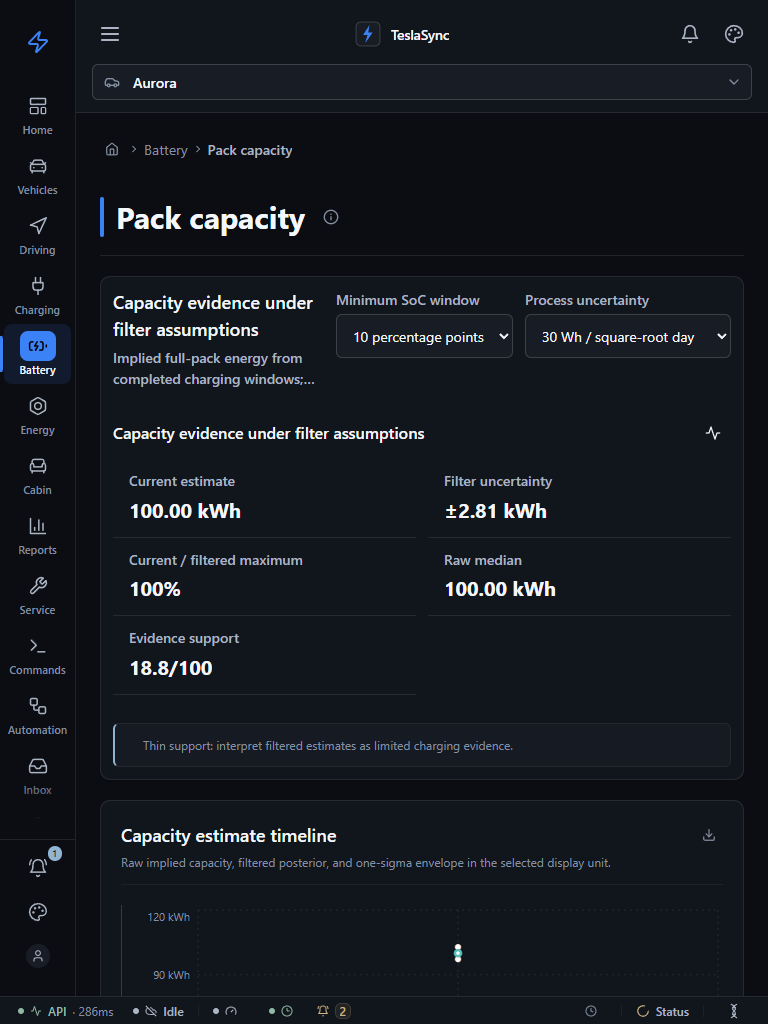 TeslaSync
Aurora
Home
Vehicles
Driving
Charging
Battery
Energy
Cabin
Reports
Service
Commands
Automation
Inbox
1
Battery
Pack capacity
Pack capacity
Capacity evidence under
filter assumptions
Implied full-pack energy from
completed charging windows;...
Minimum SoC window
10 percentage points
Process uncertainty
30 Wh / square-root day
Capacity evidence under filter assumptions
Current estimate
100.00 kWh
Filter uncertainty
±2.81 kWh
Current / filtered maximum
100%
Raw median
100.00 kWh
Evidence support
18.8/100
Thin support: interpret filtered estimates as limited charging evidence.
Capacity estimate timeline
Raw implied capacity, filtered posterior, and one-sigma envelope in the selected display unit.
120 kWh
90 kWh
API · 286ms
Idle
2
Status